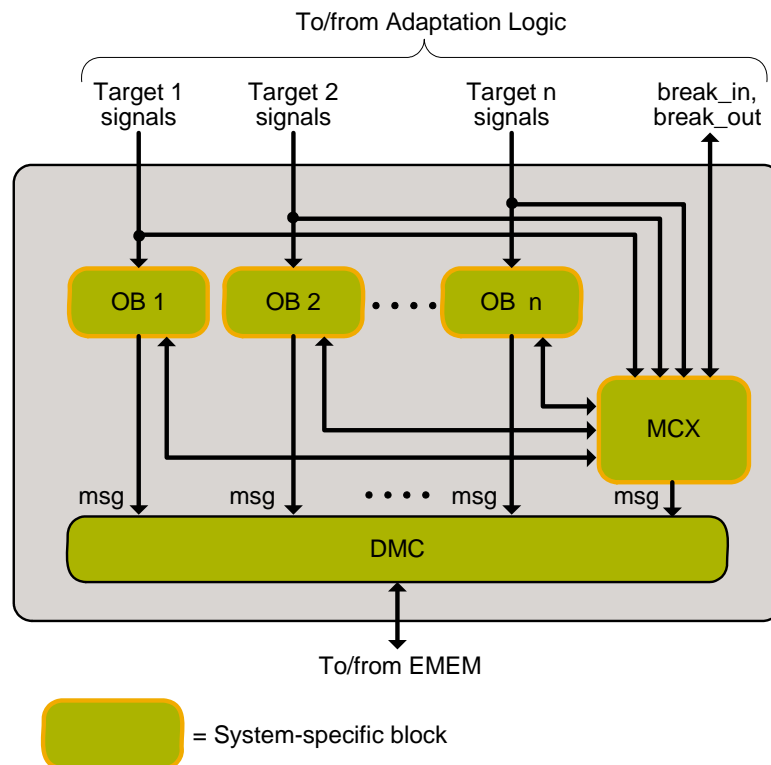 To/from Adaptation Logic
Target 1
signals
Target 2
signals
Target n
signals
break_in,
break_out
OB 1
OB 2
OB n
MCX
msg
msg
msg
msg
DMC
To/from EMEM
= System-specific block